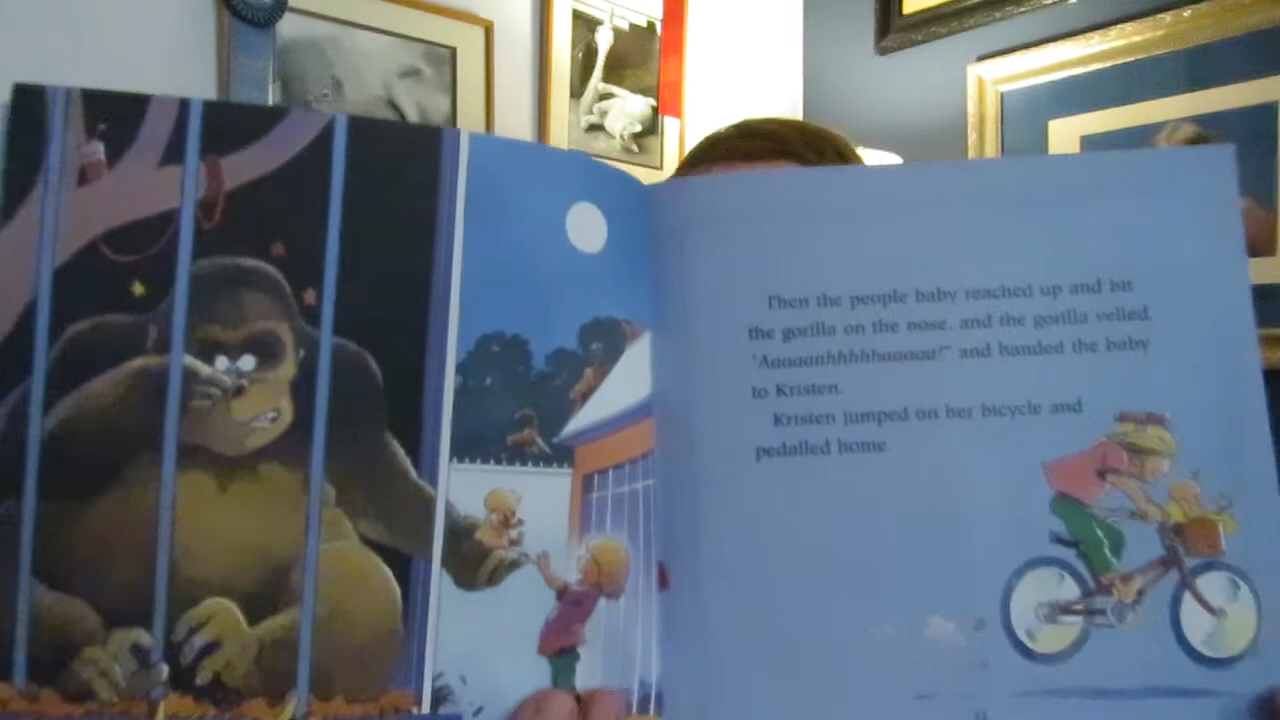 Then the people baby reached up and bit
the gorilla on the nose, and the gorilla yelled,
"Aaaaaahhhhhaaaaa!" and handed the baby
to Kristen.
Kristen jumped on her bicycle and
pedalled home.